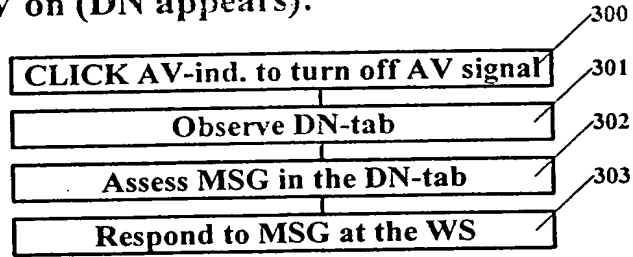 on (DN appears).
300
CLICK AV-ind. to turn off AV signal
301
Observe DN-tab
302
Assess MSG in the DN-tab
303
Respond to MSG at the WS